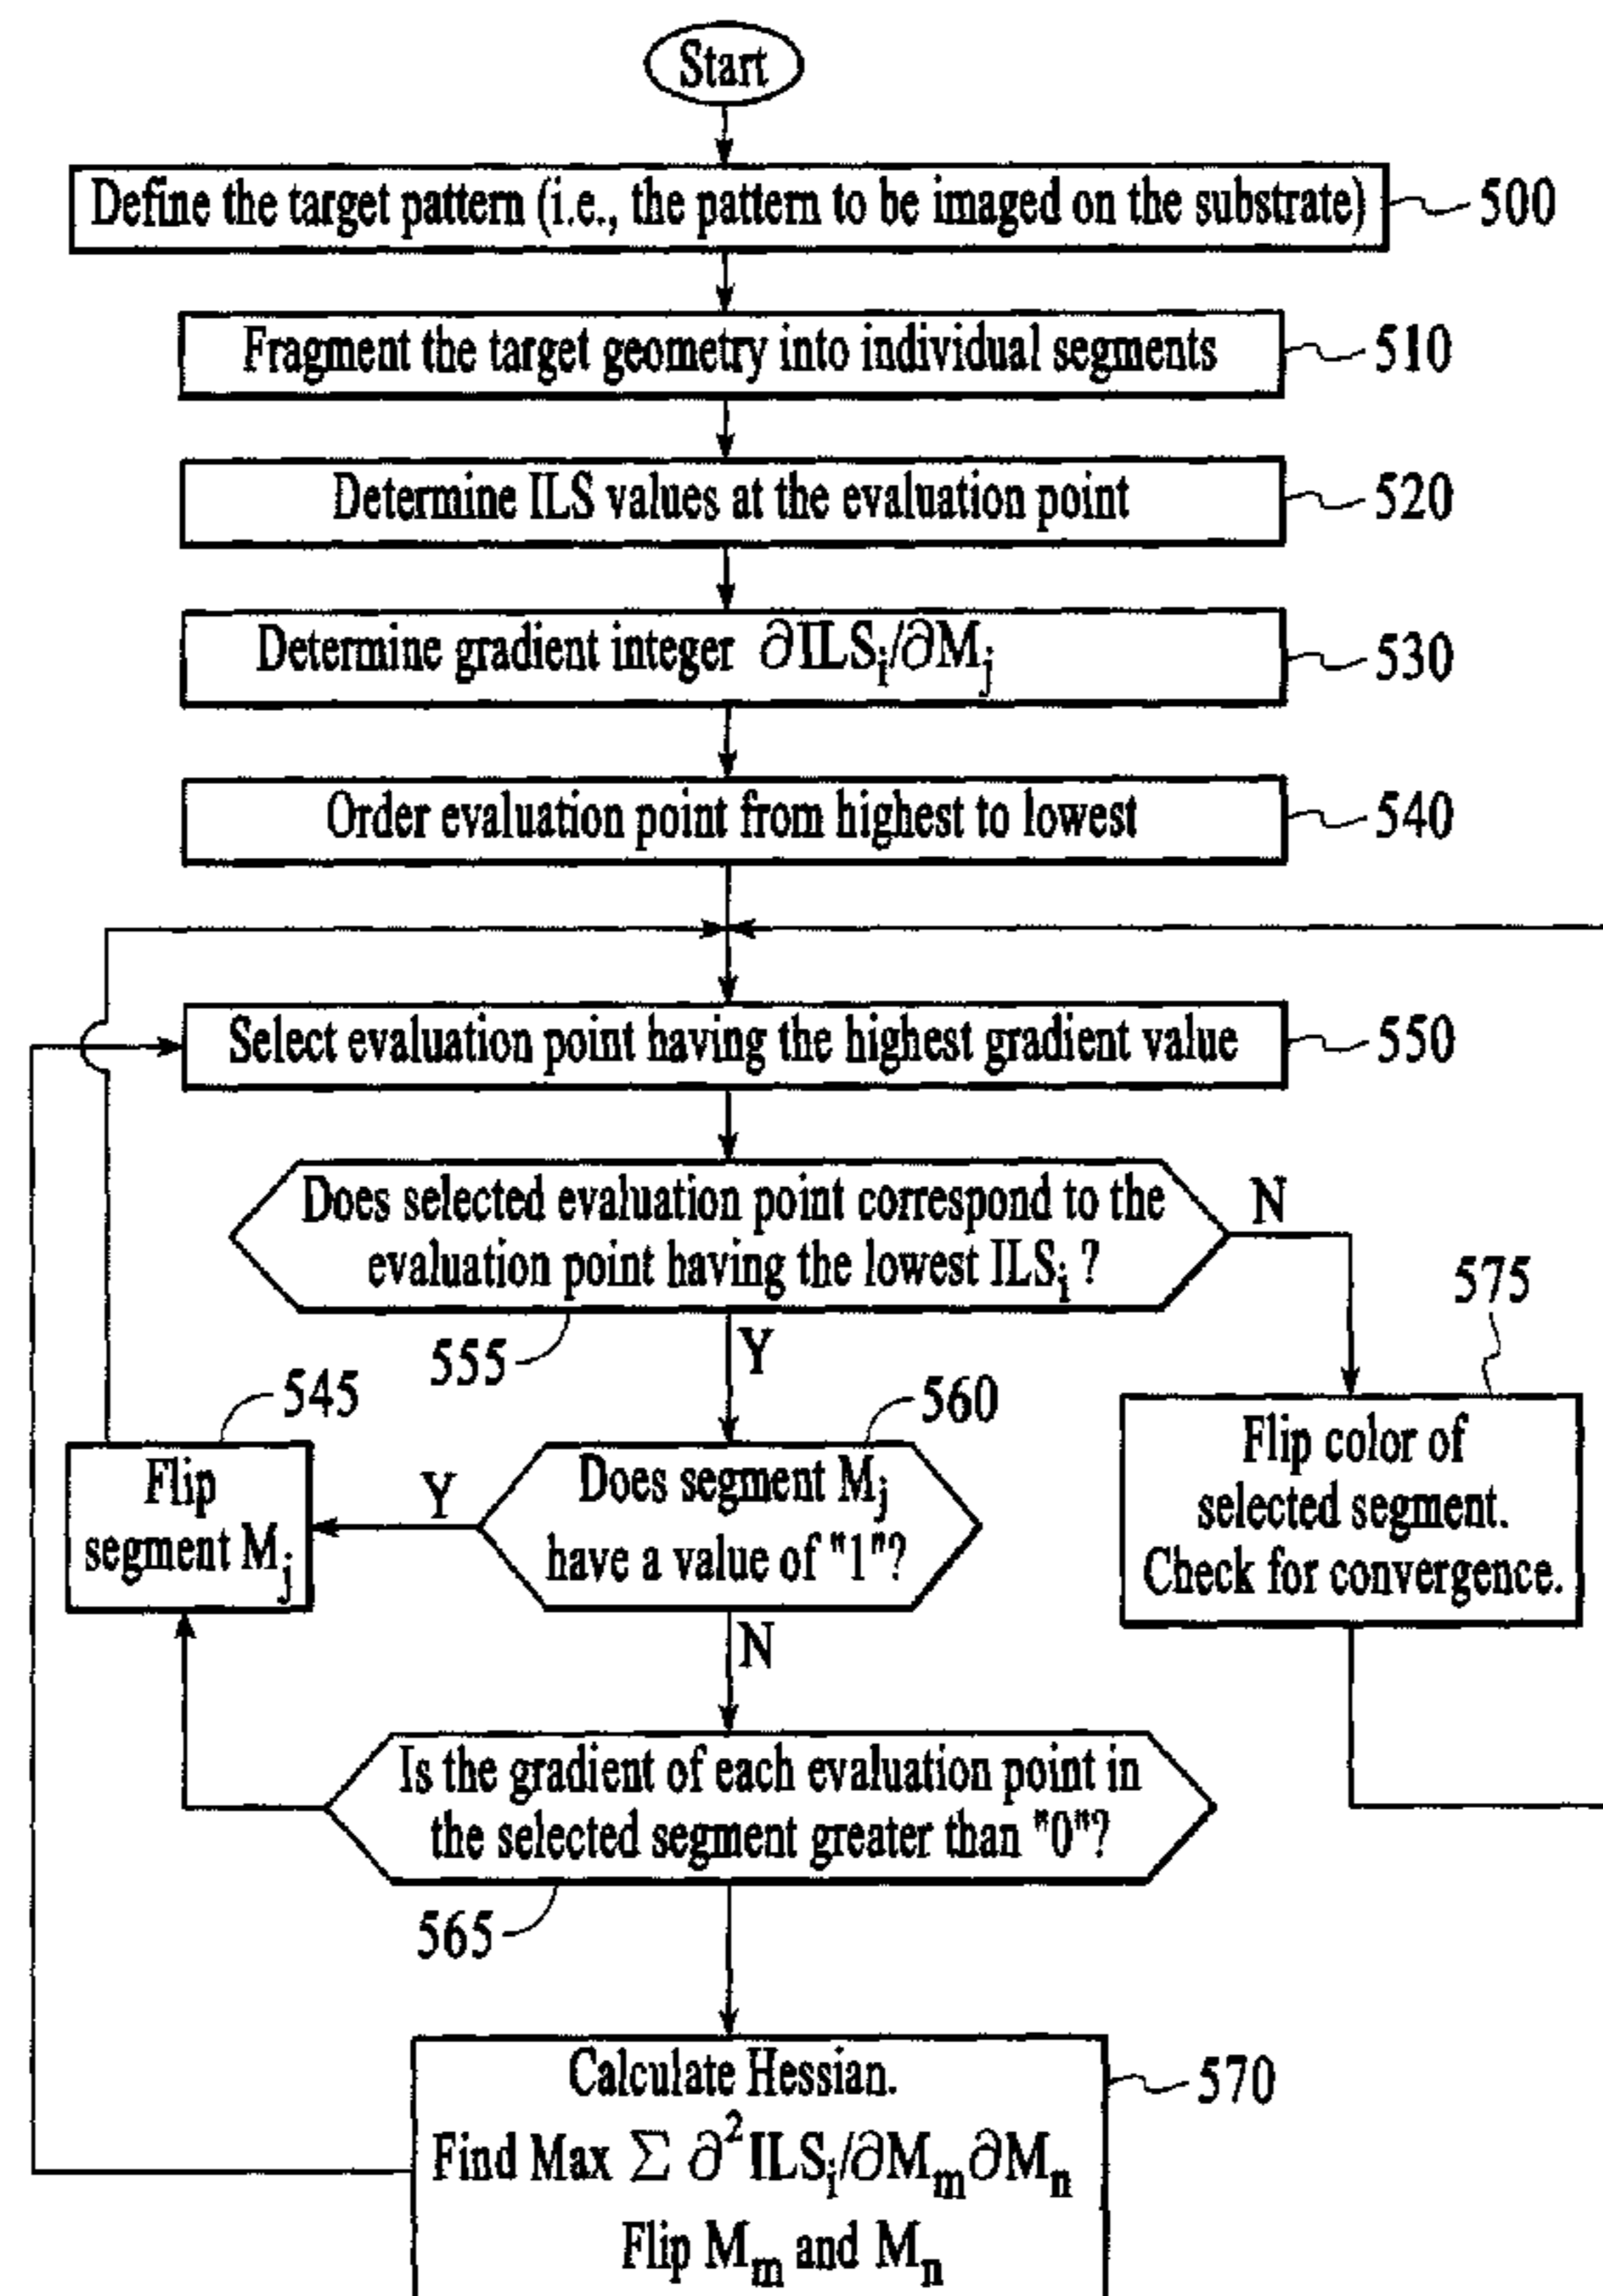 Start
Define the target pattern (i.e., the pattern to be imaged on the substrate)
500
Fragment the target geometry into individual segments
510
Determine ILS values at the evaluation point
520
Determine gradient integer ∂ILSᵢ/∂Mⱼ
530
Order evaluation point from highest to lowest
540
Select evaluation point having the highest gradient value
550
Does selected evaluation point correspond to the
evaluation point having the lowest ILSᵢ ?
N
555
Y
575
Flip color of
selected segment.
Check for convergence.
545
Flip
segment Mⱼ
Y
560
Does segment Mⱼ
have a value of "1"?
N
Is the gradient of each evaluation point in
the selected segment greater than "0"?
565
Calculate Hessian.
Find Max ∑ ∂²ILSᵢ/∂Mₘ∂Mₙ
Flip Mₘ and Mₙ
570